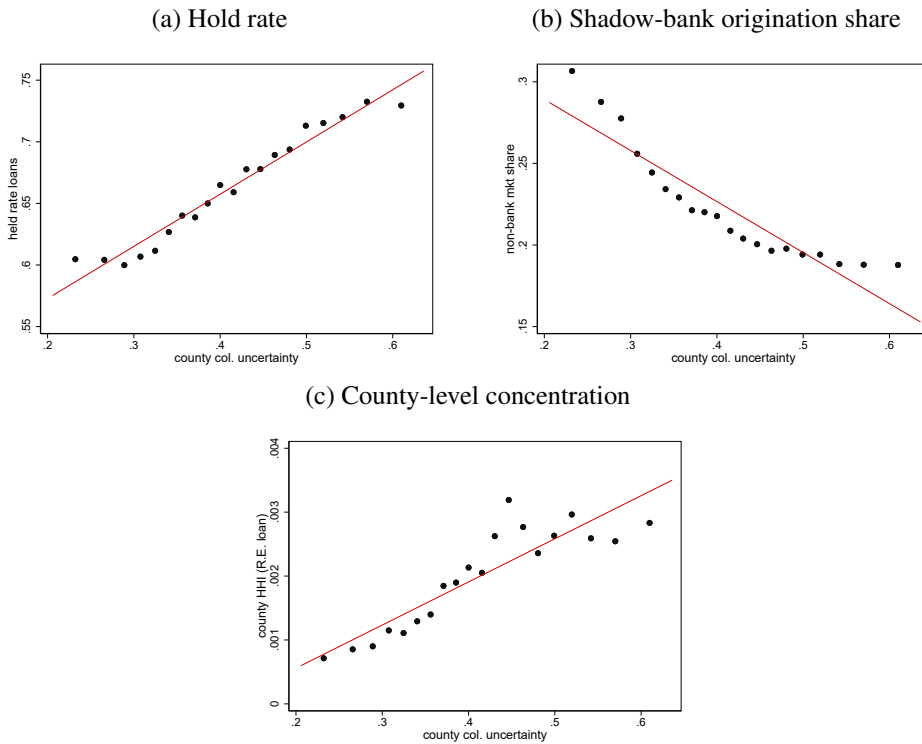 (a) Hold rate
(b) Shadow-bank origination share
held rate loans
.55 .6 .65 .7 .75
.2 .3 .4 .5 .6
county col. uncertainty
non-bank mkt share
.15 .2 .25 .3
.2 .3 .4 .5 .6
county col. uncertainty
(c) County-level concentration
county HHI (R.E. loan)
0 .001 .002 .003 .004
.2 .3 .4 .5 .6
county col. uncertainty